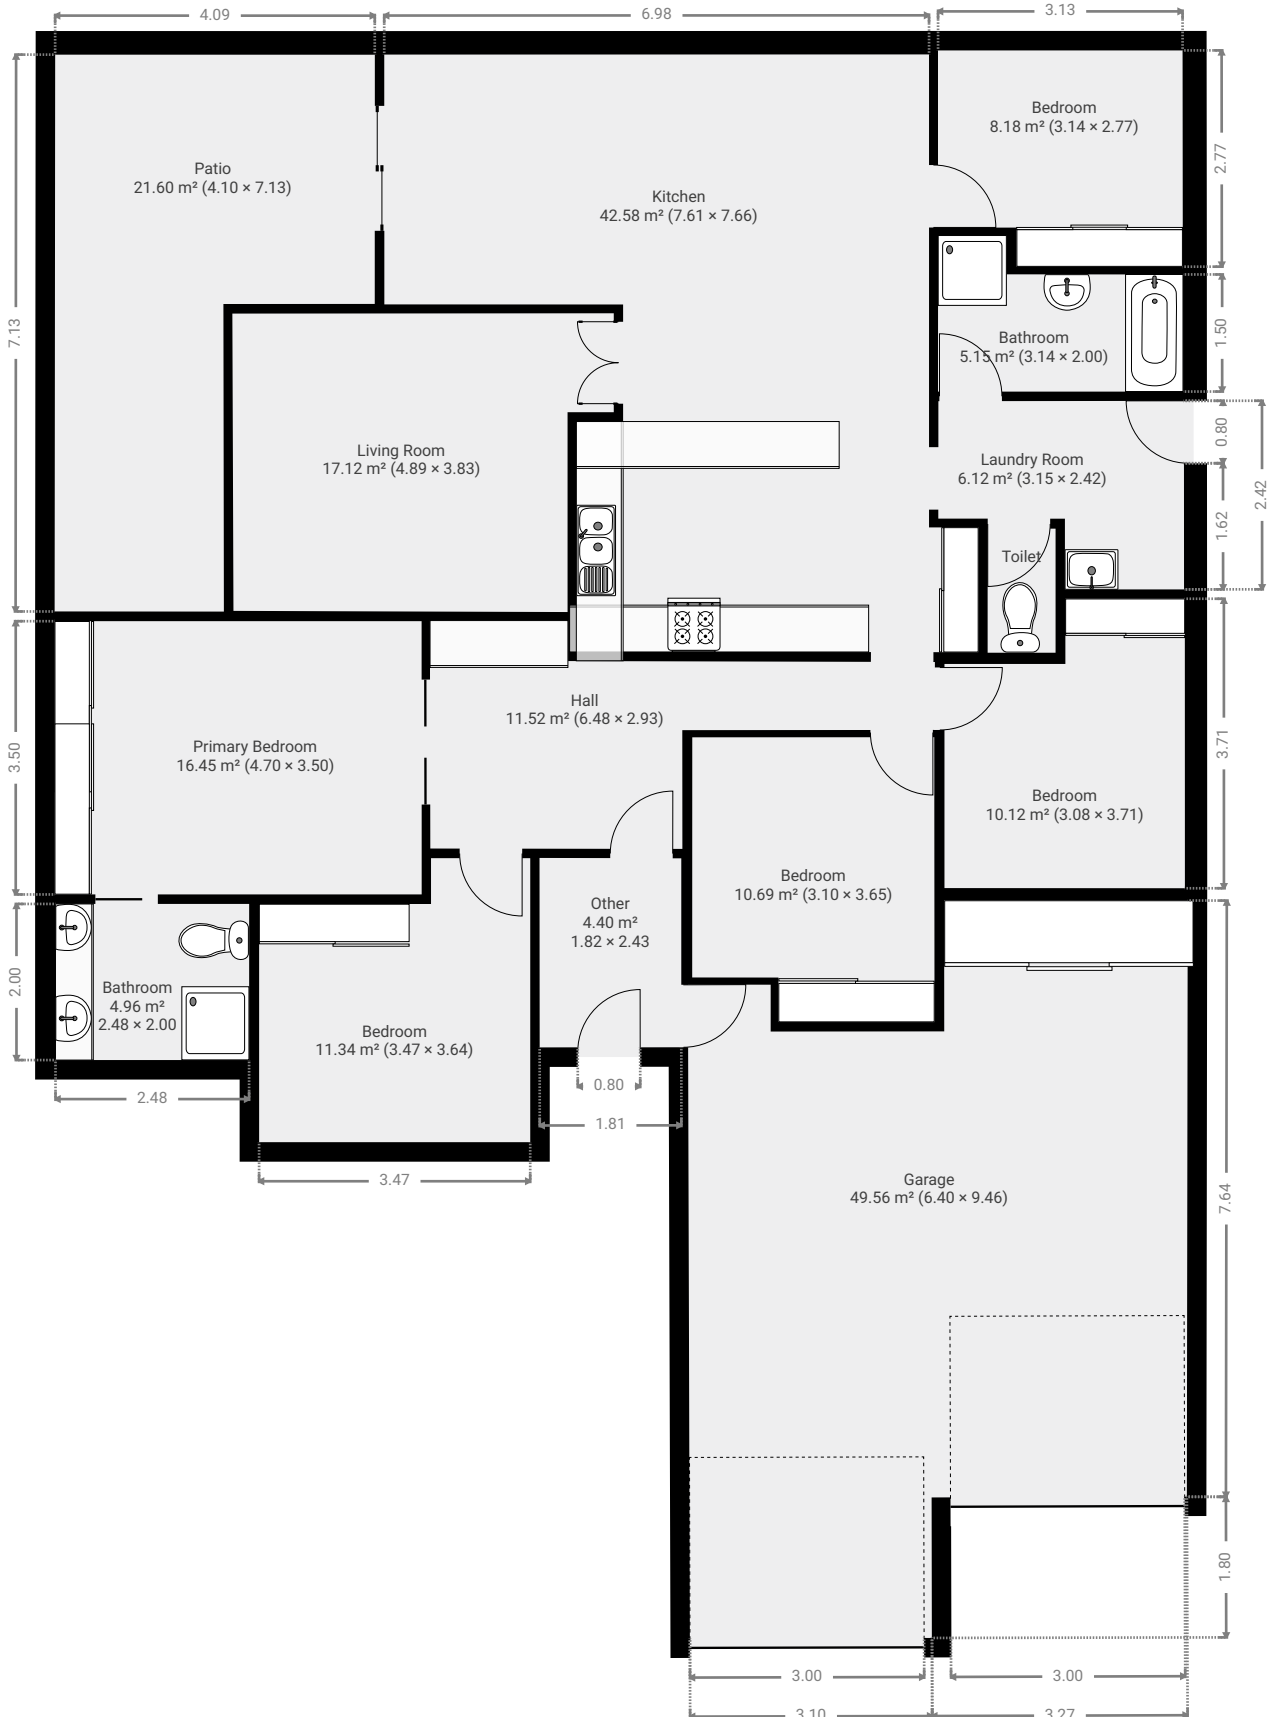 4.09
6.98
3.13
Bedroom
8.18 m² (3.14 × 2.77)
2.77
Patio
21.60 m² (4.10 × 7.13)
Kitchen
42.58 m² (7.61 × 7.66)
7.13
Bathroom
5.15 m² (3.14 × 2.00)
1.50
0.80
Living Room
17.12 m² (4.89 × 3.83)
Laundry Room
6.12 m² (3.15 × 2.42)
2.42
1.62
Toilet
Hall
11.52 m² (6.48 × 2.93)
Primary Bedroom
16.45 m² (4.70 × 3.50)
3.50
3.71
Bedroom
10.12 m² (3.08 × 3.71)
Bedroom
10.69 m² (3.10 × 3.65)
Other
4.40 m²
1.82 × 2.43
2.00
Bathroom
4.96 m²
2.48 × 2.00
Bedroom
11.34 m² (3.47 × 3.64)
0.80
2.48
1.81
3.47
Garage
49.56 m² (6.40 × 9.46)
7.64
1.80
3.00
3.00
3.10
3.27